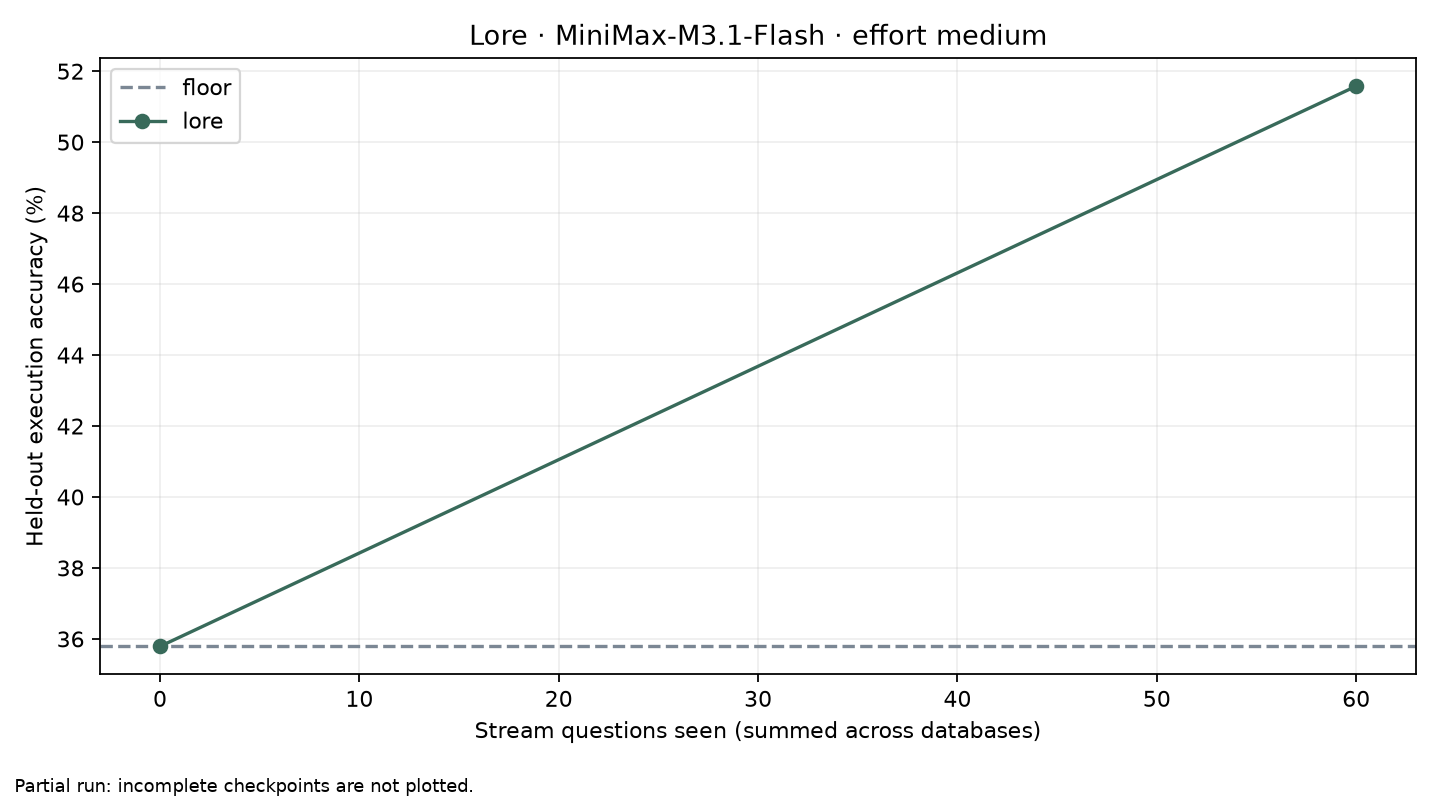 Lore · MiniMax-M3.1-Flash · effort medium
floor
lore
52
50
48
46
44
42
40
38
36
Held-out execution accuracy (%)
0 10 20 30 40 50 60
Stream questions seen (summed across databases)
Partial run: incomplete checkpoints are not plotted.